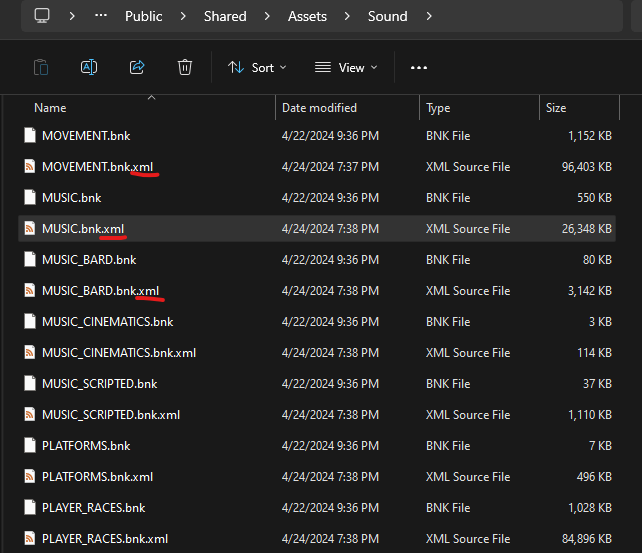 Public Shared Assets Sound
Sort View
Name Date modified Type Size
MOVEMENT.bnk 4/22/2024 9:36 PM BNK File 1,152 KB
MOVEMENT.bnk.xml 4/24/2024 7:37 PM XML Source File 96,403 KB
MUSIC.bnk 4/22/2024 9:36 PM BNK File 550 KB
MUSIC.bnk.xml 4/24/2024 7:38 PM XML Source File 26,348 KB
MUSIC_BARD.bnk 4/22/2024 9:36 PM BNK File 80 KB
MUSIC_BARD.bnk.xml 4/24/2024 7:38 PM XML Source File 3,142 KB
MUSIC_CINEMATICS.bnk 4/22/2024 9:36 PM BNK File 3 KB
MUSIC_CINEMATICS.bnk.xml 4/24/2024 7:38 PM XML Source File 114 KB
MUSIC_SCRIPTED.bnk 4/22/2024 9:36 PM BNK File 37 KB
MUSIC_SCRIPTED.bnk.xml 4/24/2024 7:38 PM XML Source File 1,110 KB
PLATFORMS.bnk 4/22/2024 9:36 PM BNK File 7 KB
PLATFORMS.bnk.xml 4/24/2024 7:38 PM XML Source File 496 KB
PLAYER_RACES.bnk 4/22/2024 9:36 PM BNK File 1,028 KB
PLAYER_RACES.bnk.xml 4/24/2024 7:38 PM XML Source File 84,896 KB